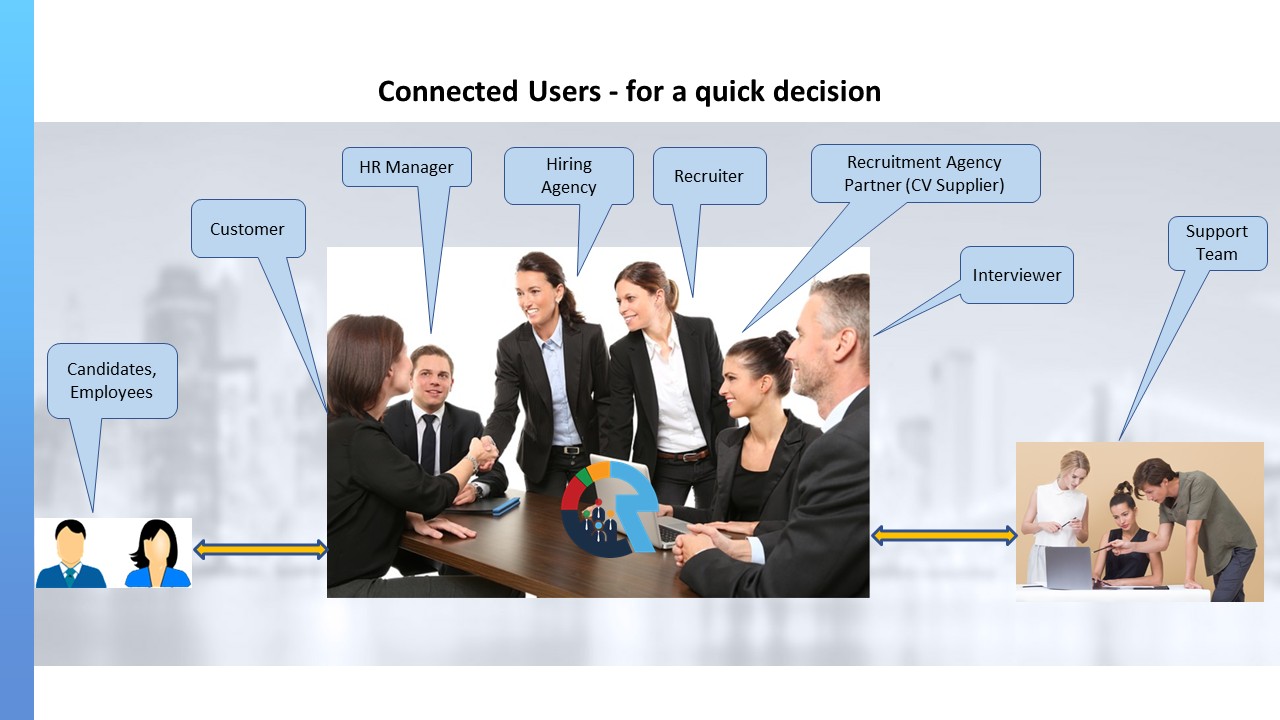 Connected Users - for a quick decision
HR Manager
Hiring
Agency
Recruiter
Recruitment Agency
Partner (CV Supplier)
Customer
Support
Team
Interviewer
Candidates,
Employees